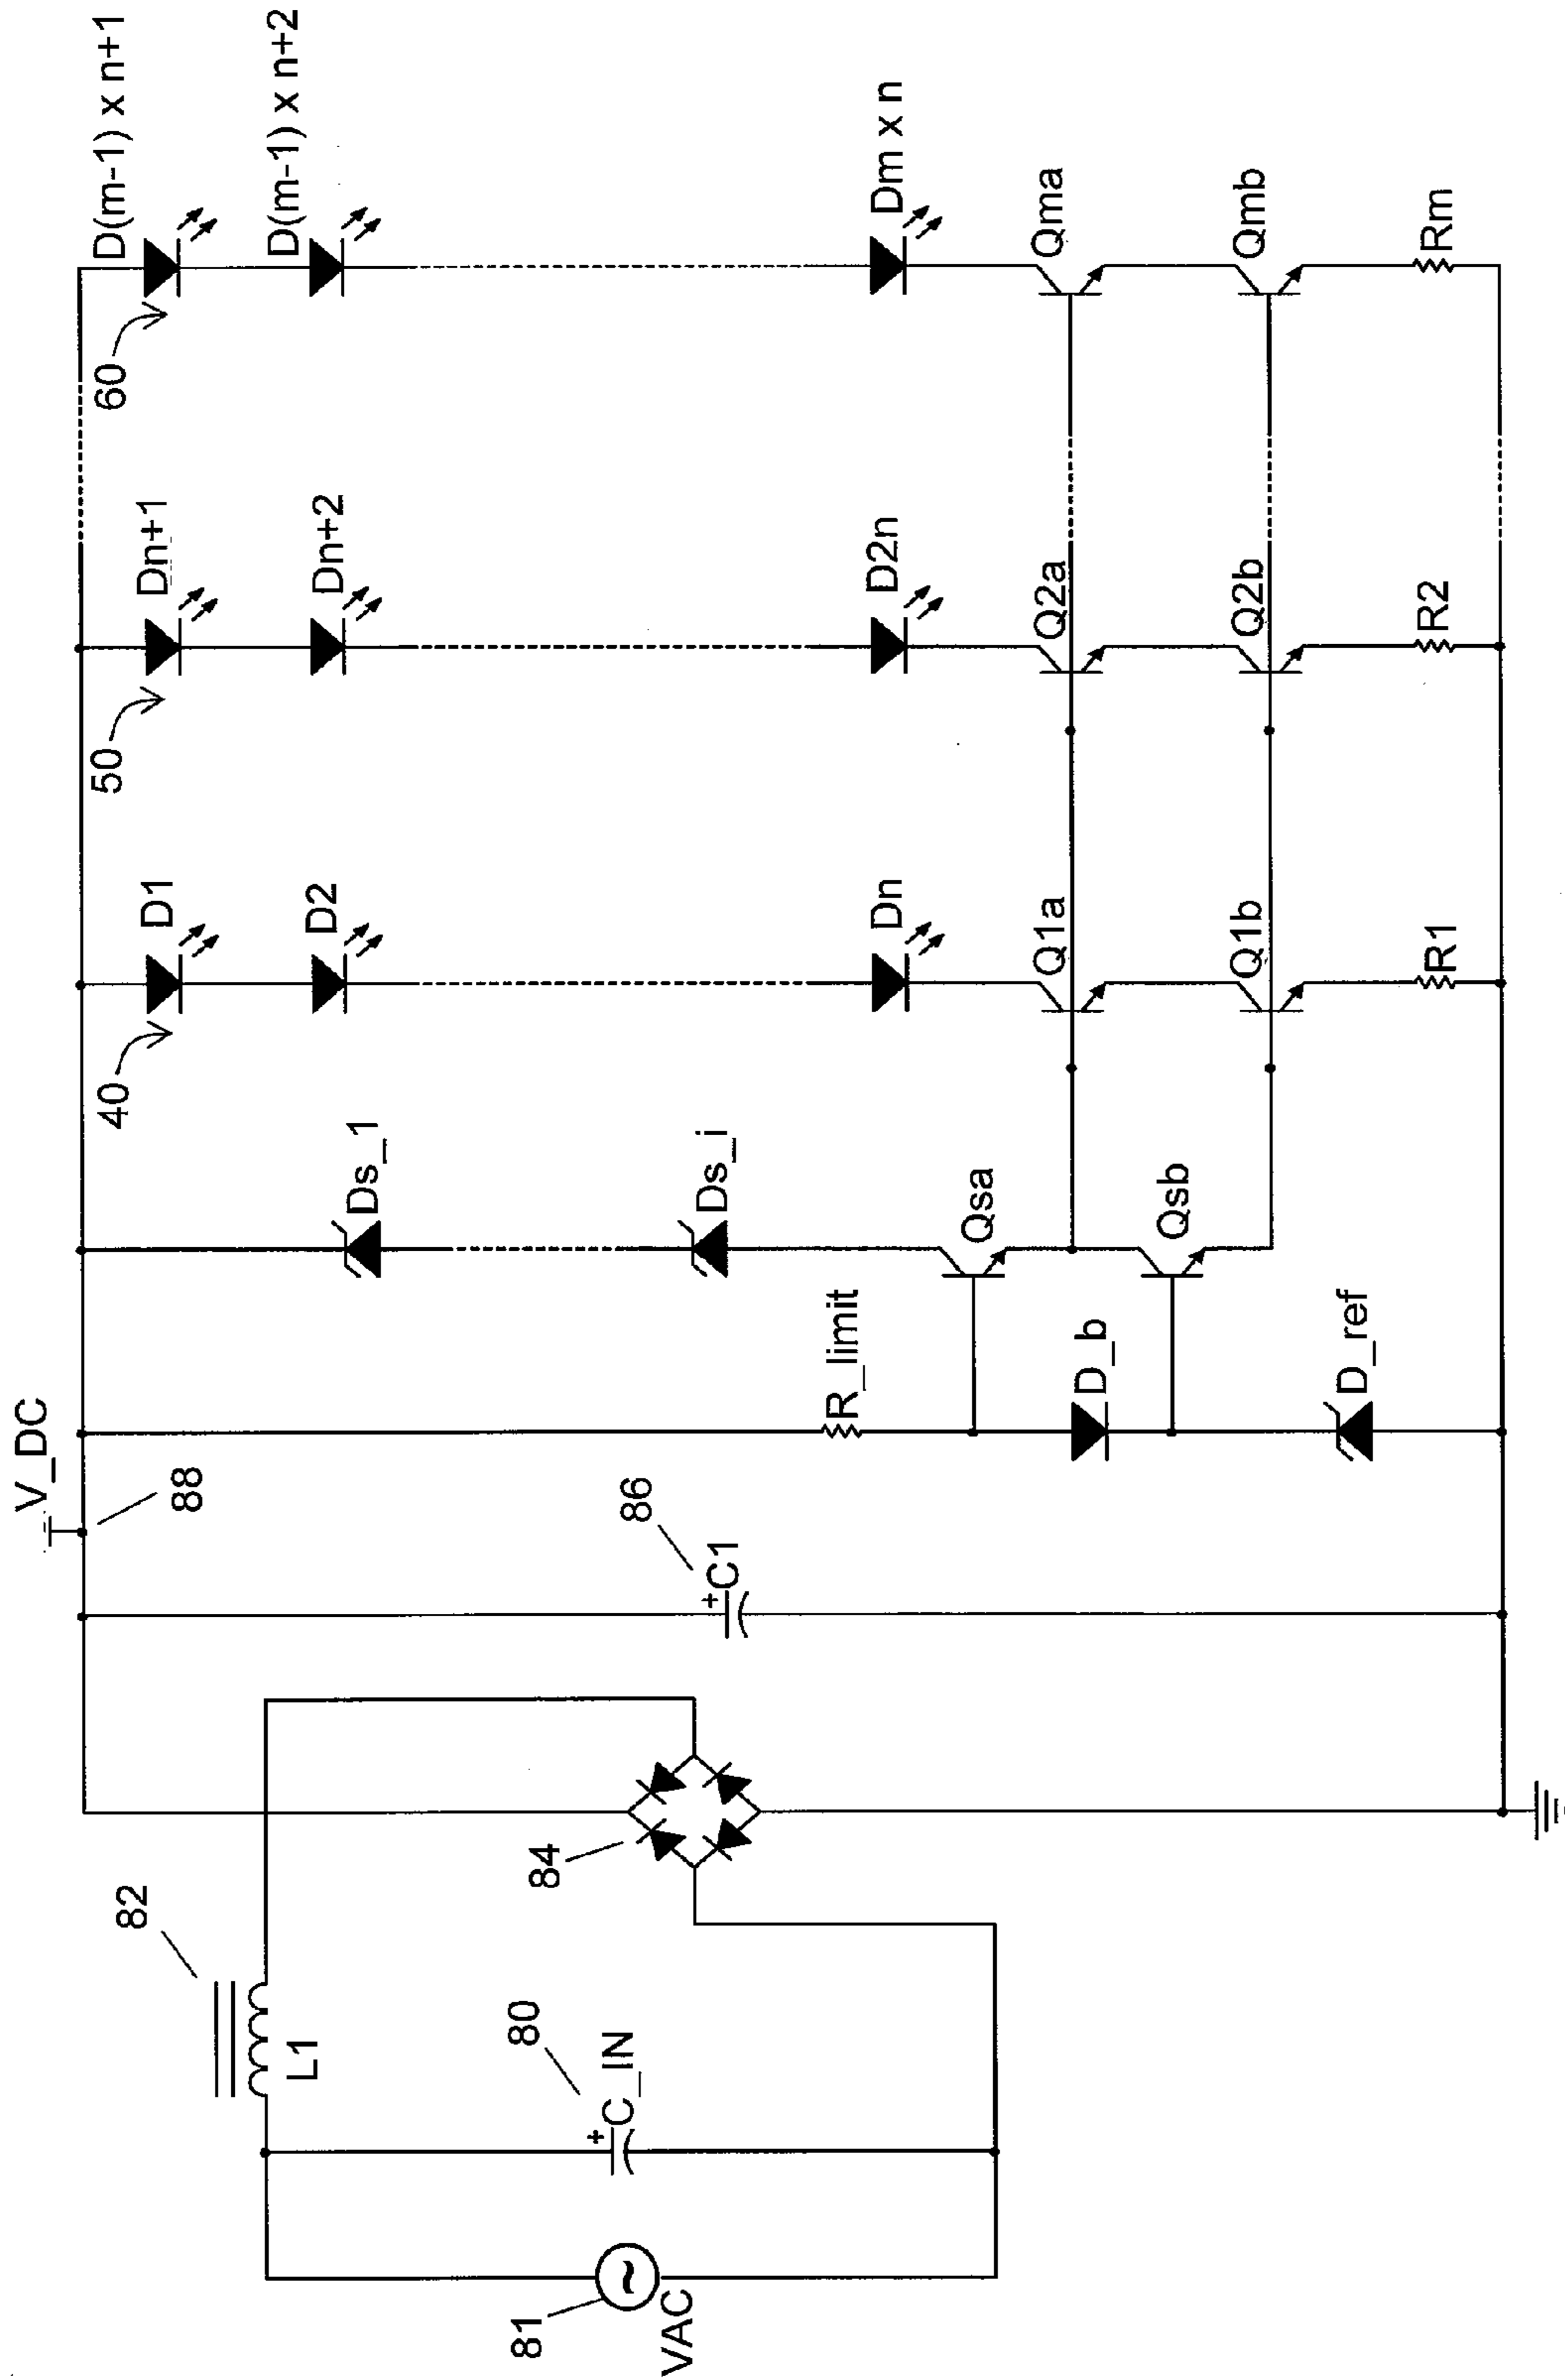 V_DC
88
82
L1
80
C_IN
81
VAC
84
86
C1
R_limit
D_b
D_ref
Ds_1
Ds_i
Qsa
Qsb
40
D1
D2
Dn
Q1a
Q1b
R1
50
Dn+1
Dn+2
D2n
Q2a
Q2b
R2
60
D(m-1) x n+1
D(m-1) x n+2
Dm x n
Qma
Qmb
Rm
+
+